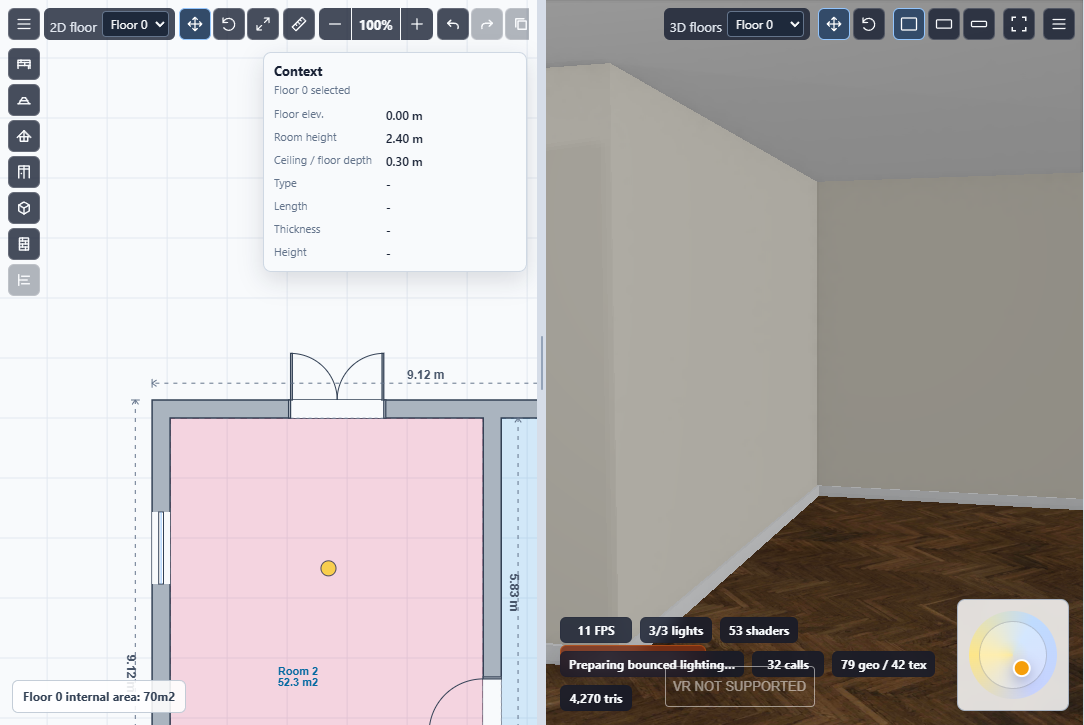 2D floor Floor 0 100%
3D floors Floor 0
Context
Floor 0 selected
Floor elev. 0.00 m
Room height 2.40 m
Ceiling / floor depth 0.30 m
Type -
Length -
Thickness -
Height -
9.12 m
5.83 m
9.12 m
Room 2
52.3 m2
Floor 0 internal area: 70m2
11 FPS 3/3 lights 53 shaders
Preparing bounced lighting... 32 calls 79 geo / 42 tex
VR NOT SUPPORTED
4,270 tris